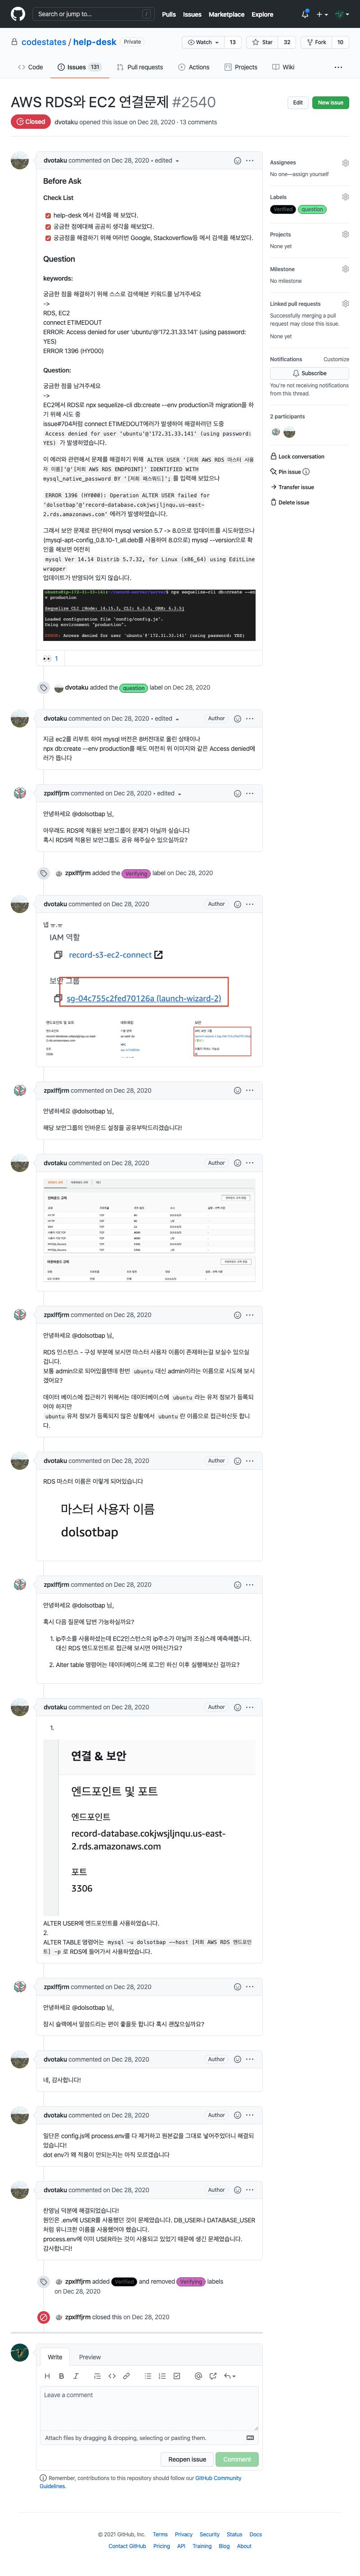 Search or jump to...
/
Pulls Issues Marketplace Explore
codestates / help-desk Private
Watch 13 Star 32 Fork 10
Code Issues 131 Pull requests Actions Projects Wiki
AWS RDS와 EC2 연결문제 #2540
Edit New issue
Closed dvotaku opened this issue on Dec 28, 2020 · 13 comments
dvotaku commented on Dec 28, 2020 • edited
Before Ask
Check List
help-desk 에서 검색을 해 보았다.
궁금한 점에대해 곰곰히 생각을 해보았다.
궁금점을 해결하기 위해 여러번 Google, Stackoverflow등 에서 검색을 해보았다.
Question
keywords:
궁금한 점을 해결하기 위해 스스로 검색해본 키워드를 남겨주세요
->
RDS, EC2
connect ETIMEDOUT
ERROR: Access denied for user 'ubuntu'@'172.31.33.141' (using password:
YES)
ERROR 1396 (HY000)
Question:
궁금한 점을 남겨주세요
->
EC2에서 RDS로 npx sequelize-cli db:create --env production과 migration을 하
기 위해 시도 중
issue#704처럼 connect ETIMEDOUT에러가 발생하여 해결하려던 도중
Access denied for user 'ubuntu'@'172.31.33.141' (using password:
YES) 가 발생하였습니다.
이 에러와 관련해서 문제를 해결하기 위해 ALTER USER '[저희 AWS RDS 마스터 사용
자 이름]'@'[저희 AWS RDS ENDPOINT]' IDENTIFIED WITH
mysql_native_password BY '[저희 패스워드]'; 를 입력해 보았으나
ERROR 1396 (HY000): Operation ALTER USER failed for
'dolsotbap'@'record-database.cokjwsjljnqu.us-east-
2.rds.amazonaws.com' 에러가 발생하였습니다.
그래서 보안 문제로 판단하여 mysql version 5.7 -> 8.0으로 업데이트를 시도하였으나
(mysql-apt-config_0.8.10-1_all.deb를 사용하여 8.0으로) mysql --version으로 확
인을 해보면 여전히
mysql Ver 14.14 Distrib 5.7.32, for Linux (x86_64) using EditLine
wrapper
업데이트가 반영되어 있지 않습니다.
Sequelize CLI [Node: 14.15.3, CLI: 6.2.0, ORM: 6.3.5]
Loaded configuration file "config/config.js".
Using environment "production".
ERROR: Access denied for user 'ubuntu'@'172.31.33.141' (using password: YES)
1
dvotaku added the question label on Dec 28, 2020
dvotaku commented on Dec 28, 2020 • edited Author
지금 ec2를 리부트 하여 mysql 버전은 8버전대로 올린 상태이나
npx db:create --env production를 해도 여전히 위 이미지와 같은 Access denied에
러가 뜹니다
zpxlffjrm commented on Dec 28, 2020 • edited
안녕하세요 @dolsotbap 님,
아무래도 RDS에 적용된 보안그룹이 문제가 아닐까 싶습니다
혹시 RDS에 적용된 보안그룹도 공유 해주실수 있으실까요?
zpxlffjrm added the Verifying label on Dec 28, 2020
dvotaku commented on Dec 28, 2020 Author
넵 ㅠ.ㅠ
IAM 역할
record-s3-ec2-connect
보안 그룹
sg-04c755c2fed70126a (launch-wizard-2)
엔드포인트 및 포트
네트워킹
보안
zpxlffjrm commented on Dec 28, 2020
안녕하세요 @dolsotbap 님,
해당 보안그룹의 인바운드 설정을 공유부탁드리겠습니다!
dvotaku commented on Dec 28, 2020 Author
인바운드 규칙
아웃바운드 규칙
zpxlffjrm commented on Dec 28, 2020
안녕하세요 @dolsotbap 님,
RDS 인스턴스 - 구성 부분에 보시면 마스터 사용자 이름이 존재하는걸 보실수 있으실
겁니다.
보통 admin으로 되어있을텐데 한번 ubuntu 대신 admin이라는 이름으로 시도해 보시
겠어요?
데이터 베이스에 접근하기 위해서는 데이터베이스에 ubuntu 라는 유저 정보가 등록되
어야 하지만
ubuntu 유저 정보가 등록되지 않은 상황에서 ubuntu 란 이름으로 접근하신듯 합니
다.
dvotaku commented on Dec 28, 2020 Author
RDS 마스터 이름은 이렇게 되어있습니다
마스터 사용자 이름
dolsotbap
zpxlffjrm commented on Dec 28, 2020
안녕하세요 @dolsotbap 님,
혹시 다음 질문에 답변 가능하실까요?
1. ip주소를 사용하셨는데 EC2인스턴스의 ip주소가 아닐까 조심스레 예측해봅니다.
대신 RDS 엔드포인트로 접근해 보시면 어떠신가요?
2. Alter table 명령어는 데이터베이스에 로그인 하신 이후 실행해보신 걸까요?
dvotaku commented on Dec 28, 2020 Author
1.
연결 & 보안
엔드포인트 및 포트
엔드포인트
record-database.cokjwsjljnqu.us-east-
2.rds.amazonaws.com
포트
3306
ALTER USER에 엔드포인트를 사용하였습니다.
2.
ALTER TABLE 명령어는 mysql -u dolsotbap --host [저희 AWS RDS 엔드포인
트] -p 로 RDS에 들어가서 사용하였습니다.
zpxlffjrm commented on Dec 28, 2020
안녕하세요 @dolsotbap 님,
잠시 슬랙에서 말씀드리는 편이 좋을듯 합니다 혹시 괜찮으실까요?
dvotaku commented on Dec 28, 2020 Author
네, 감사합니다!
dvotaku commented on Dec 28, 2020 Author
일단은 config.js에 process.env를 다 제거하고 원본값을 그대로 넣어주었더니 해결되
었습니다!
dot env가 왜 적용이 안되는지는 아직 모르겠습니다
dvotaku commented on Dec 28, 2020 Author
찬영님 덕분에 해결되었습니다!
원인은 .env에 USER를 사용했던 것이 문제였습니다. DB_USER나 DATABASE_USER
처럼 유니크한 이름을 사용했어야 했습니다.
process.env에 이미 USER라는 것이 사용되고 있었기 때문에 생긴 문제였습니다.
감사합니다!
zpxlffjrm added Verified and removed Verifying labels
on Dec 28, 2020
zpxlffjrm closed this on Dec 28, 2020
Write Preview
Leave a comment
Attach files by dragging & dropping, selecting or pasting them.
Reopen issue Comment
Remember, contributions to this repository should follow our GitHub Community
Guidelines.
Assignees
No one—assign yourself
Labels
Verified question
Projects
None yet
Milestone
No milestone
Linked pull requests
Successfully merging a pull
request may close this issue.
None yet
Notifications Customize
Subscribe
You're not receiving notifications
from this thread.
2 participants
Lock conversation
Pin issue
Transfer issue
Delete issue
© 2021 GitHub, Inc. Terms Privacy Security Status Docs
Contact GitHub Pricing API Training Blog About